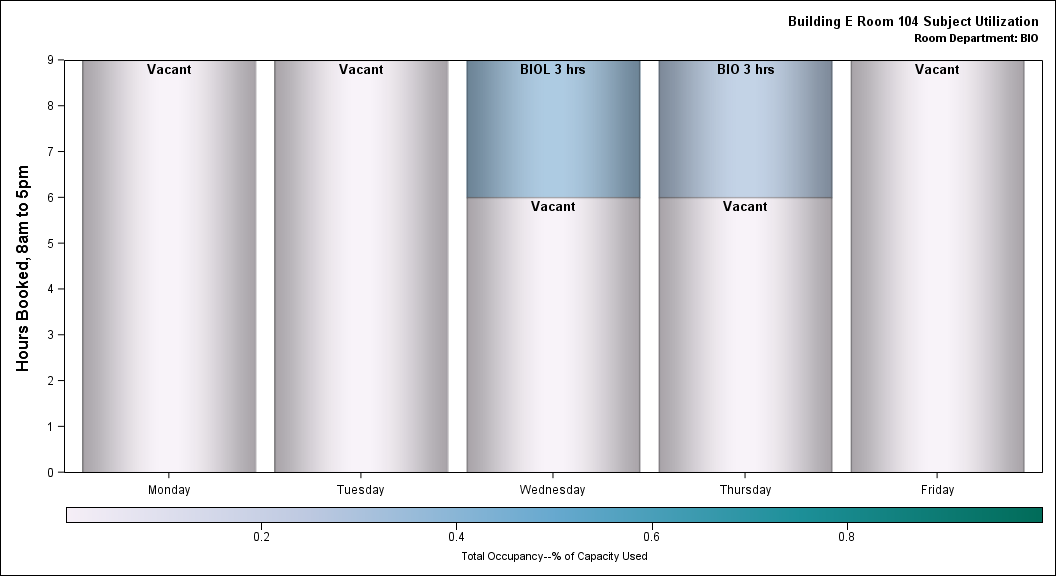 Building E Room 104 Subject Utilization
Room Department: BIO
Hours Booked, 8am to 5pm
9
8
7
6
5
4
3
2
1
0
Vacant
Vacant
BIOL 3 hrs
BIO 3 hrs
Vacant
Vacant
Vacant
Monday
Tuesday
Wednesday
Thursday
Friday
0.2
0.4
0.6
0.8
Total Occupancy--% of Capacity Used